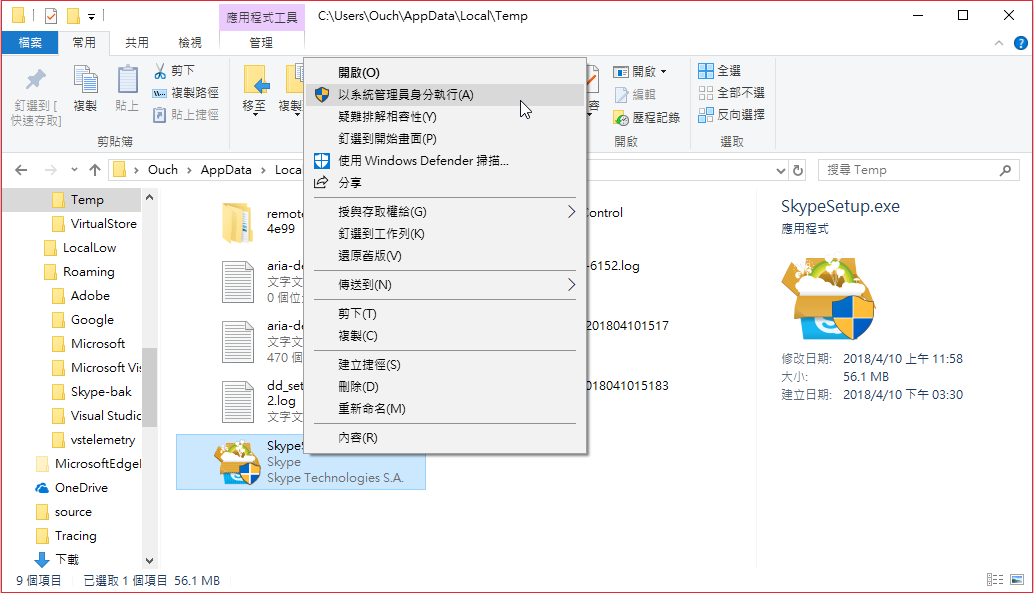 應用程式工具
C:\Users\Ouch\AppData\Local\Temp
檔案
常用
共用
檢視
管理
釘選到 [
快速存取]
複製
貼上
剪下
複製路徑
貼上捷徑
剪貼簿
移至
複製
容
開啟
編輯
歷程記錄
開啟
全選
全部不選
反向選擇
選取
Ouch
AppData
Loca
搜尋 Temp
Temp
VirtualStore
LocalLow
Roaming
Adobe
Google
Microsoft
Microsoft Vis
Skype-bak
Visual Studio
vstelemetry
MicrosoftEdge
OneDrive
source
Tracing
下載
remote
4e99
Control
aria-de
-6152.log
文字文
0 個位
aria-de
201804101517
文字文
470 個
dd_set
2018041015183
2.log
文字文
Skype
Skype
Skype Technologies S.A.
開啟(O)
以系統管理員身分執行(A)
疑難排解相容性(Y)
釘選到開始畫面(P)
使用 Windows Defender 掃描...
分享
授與存取權給(G)
釘選到工作列(K)
還原舊版(V)
傳送到(N)
剪下(T)
複製(C)
建立捷徑(S)
刪除(D)
重新命名(M)
內容(R)
SkypeSetup.exe
應用程式
修改日期: 2018/4/10 上午 11:58
大小: 56.1 MB
建立日期: 2018/4/10 下午 03:30
9 個項目
已選取 1 個項目 56.1 MB